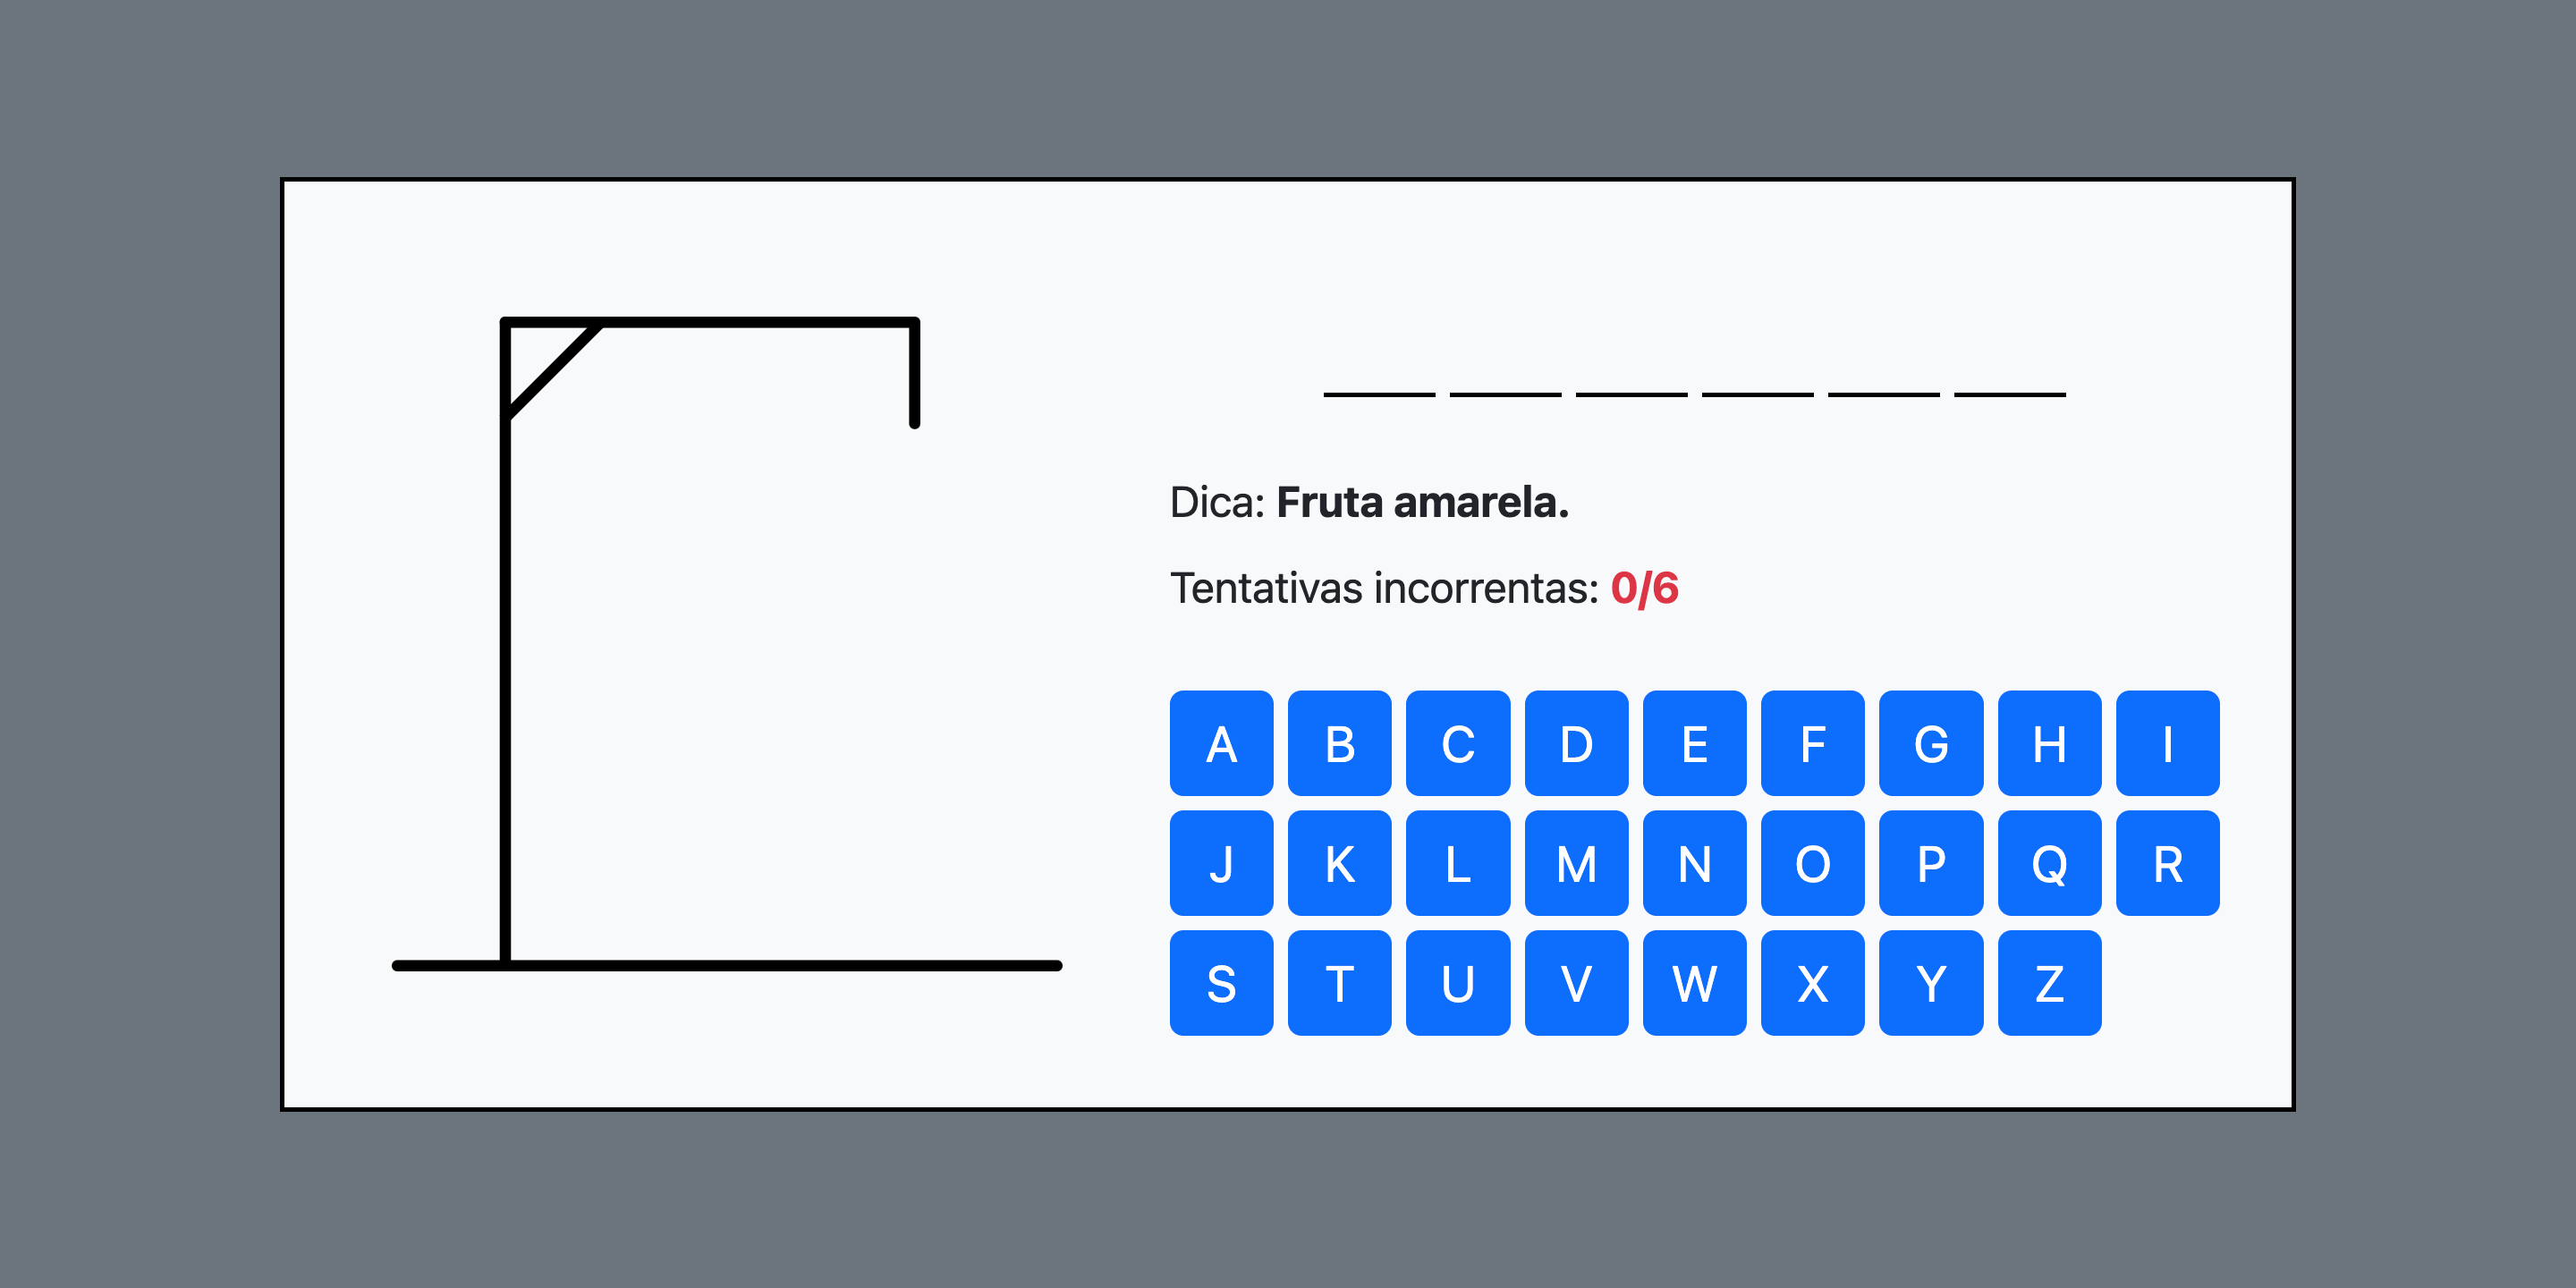 Dica: Fruta amarela.
Tentativas incorrentas: 0/6
A B C D E F G H I
J K L M N O P Q R
S T U V W X Y Z